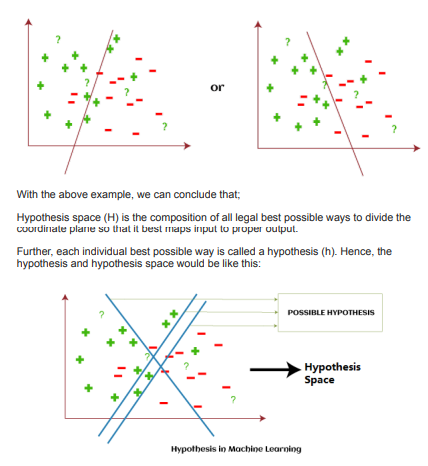 ?
?
?
?
?
?
?
?
or
With the above example, we can conclude that;
Hypothesis space (H) is the composition of all legal best possible ways to divide the
coordinate plane so that it best maps input to proper output.
Further, each individual best possible way is called a hypothesis (h). Hence, the
hypothesis and hypothesis space would be like this:
?
?
?
?
POSSIBLE HYPOTHESIS
Hypothesis
Space
Hypothesis in Machine Learning